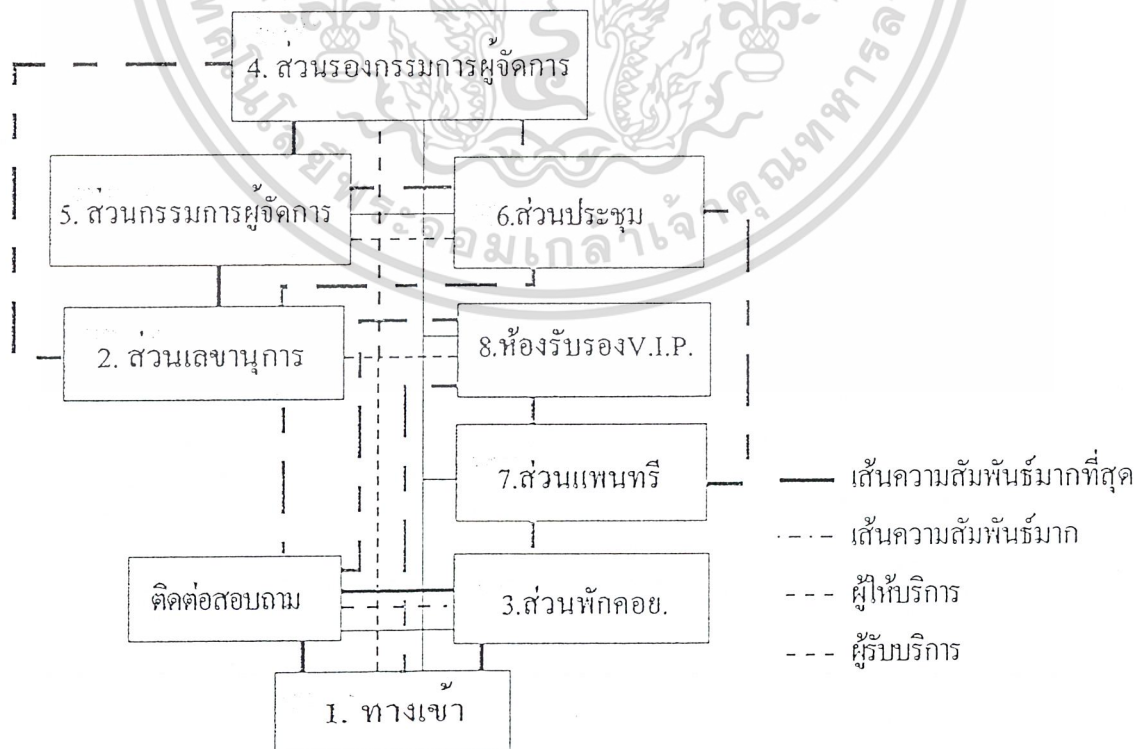 4. ส่วนรองกรรมการผู้จัดการ
5. ส่วนกรรมการผู้จัดการ
6.ส่วนประชุม
2. ส่วนเลขานุการ
8.ห้องรับรองV.I.P.
7.ส่วนแพนทรี
ติดต่อสอบถาม
3.ส่วนพักคอย.
1. ทางเข้า
เส้นความสัมพันธ์มากที่สุด
เส้นความสัมพันธ์มาก
ผู้ให้บริการ
ผู้รับบริการ